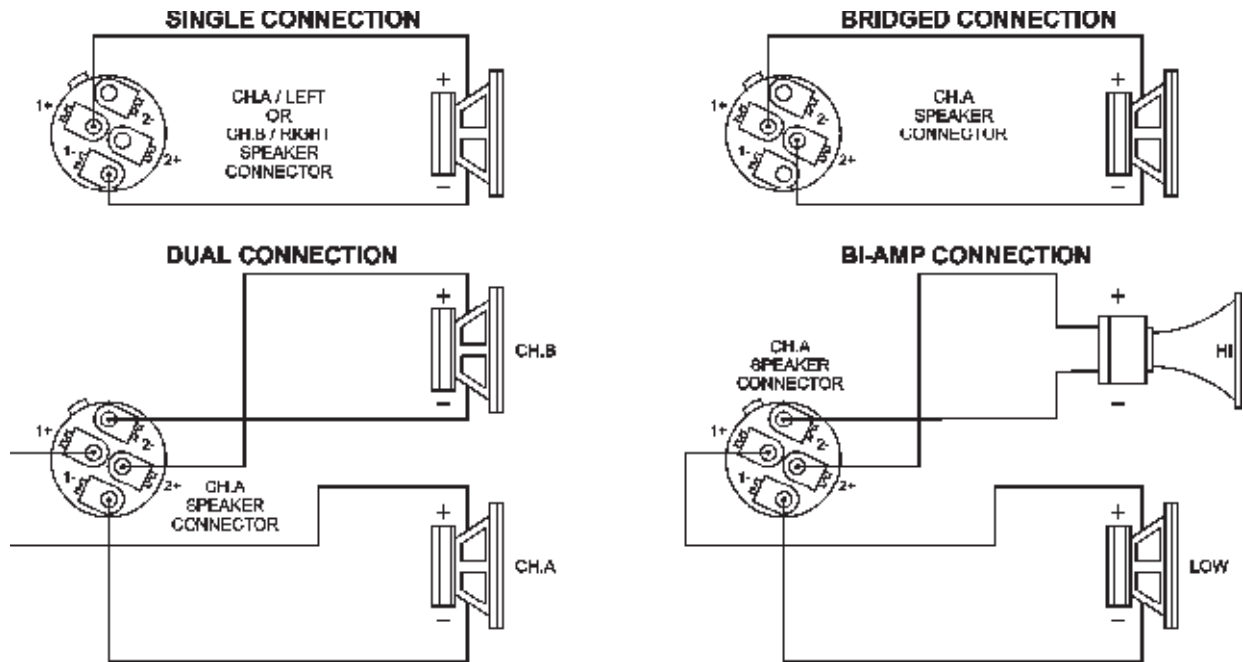 SINGLE CONNECTION
1+
2-
1-
2+
CH.A / LEFT
OR
CH.B / RIGHT
SPEAKER
CONNECTOR
+
−
BRIDGED CONNECTION
1+
2-
1-
2+
CH.A
SPEAKER
CONNECTOR
+
−
DUAL CONNECTION
+
−
CH.B
1+
2-
1-
2+
CH.A
SPEAKER
CONNECTOR
+
−
CH.A
BI-AMP CONNECTION
CH.A
SPEAKER
CONNECTOR
+
−
HI
1+
2-
1-
2+
+
−
LOW